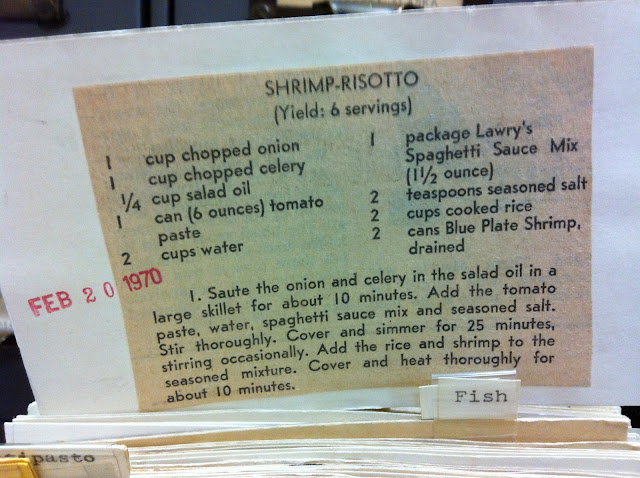 SHRIMP-RISOTTO
(Yield: 6 servings)
1 cup chopped onion
1 cup chopped celery
1/4 cup salad oil
1 can (6 ounces) tomato
paste
2 cups water
1 package Lawry's
Spaghetti Sauce Mix
(1 1/2 ounce)
2 teaspoons seasoned salt
2 cups cooked rice
2 cans Blue Plate Shrimp,
drained
FEB 20 1970
1. Saute the onion and celery in the salad oil in a
large skillet for about 10 minutes. Add the tomato
paste, water, spaghetti sauce mix and seasoned salt.
Stir thoroughly. Cover and simmer for 25 minutes,
stirring occasionally. Add the rice and shrimp to the
seasoned mixture. Cover and heat thoroughly for
about 10 minutes.
Fish
tipasto